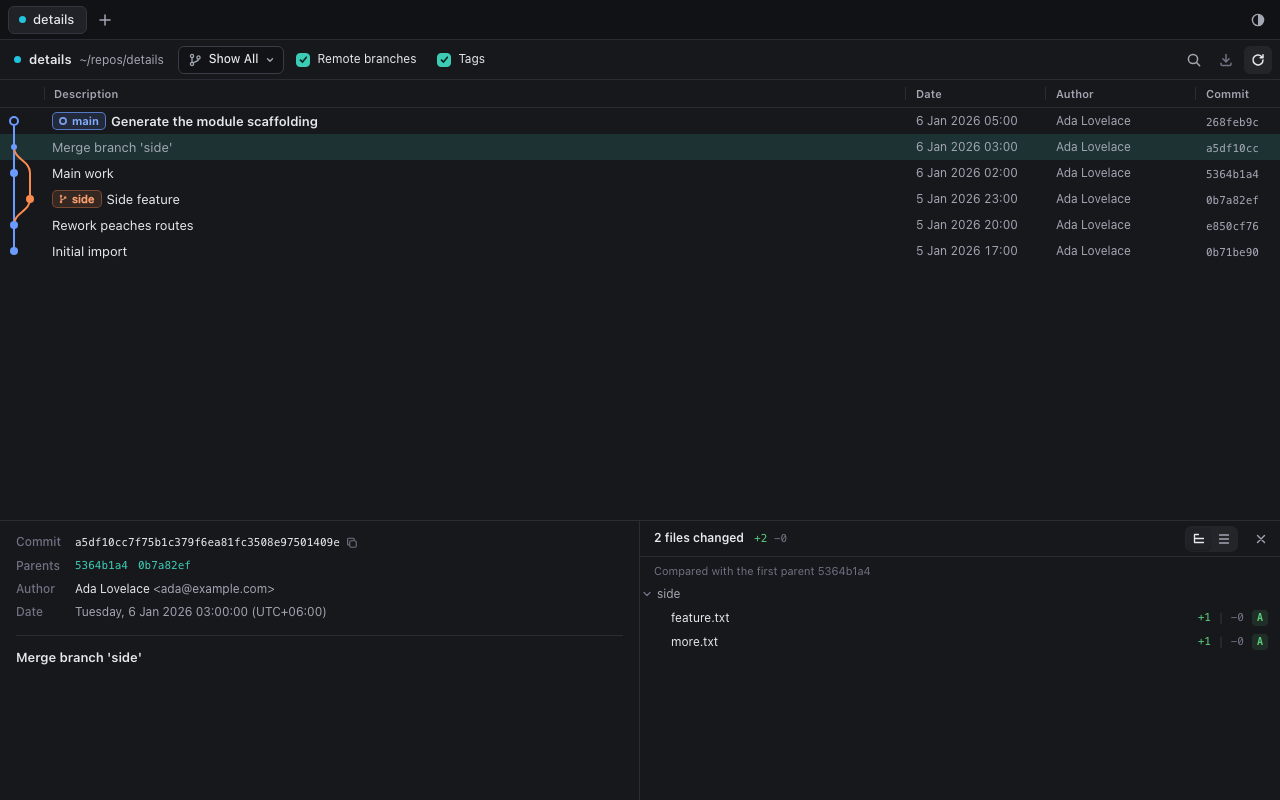 details
details ~/repos/details Show All Remote branches Tags
Description Date Author Commit
main Generate the module scaffolding 6 Jan 2026 05:00 Ada Lovelace 268feb9c
Merge branch 'side' 6 Jan 2026 03:00 Ada Lovelace a5df10cc
Main work 6 Jan 2026 02:00 Ada Lovelace 5364b1a4
side Side feature 5 Jan 2026 23:00 Ada Lovelace 0b7a82ef
Rework peaches routes 5 Jan 2026 20:00 Ada Lovelace e850cf76
Initial import 5 Jan 2026 17:00 Ada Lovelace 0b71be90
Commit a5df10cc7f75b1c379f6ea81fc3508e97501409e
Parents 5364b1a4 0b7a82ef
Author Ada Lovelace <ada@example.com>
Date Tuesday, 6 Jan 2026 03:00:00 (UTC+06:00)
Merge branch 'side'
2 files changed +2 −0
Compared with the first parent 5364b1a4
side
feature.txt +1 | −0 A
more.txt +1 | −0 A